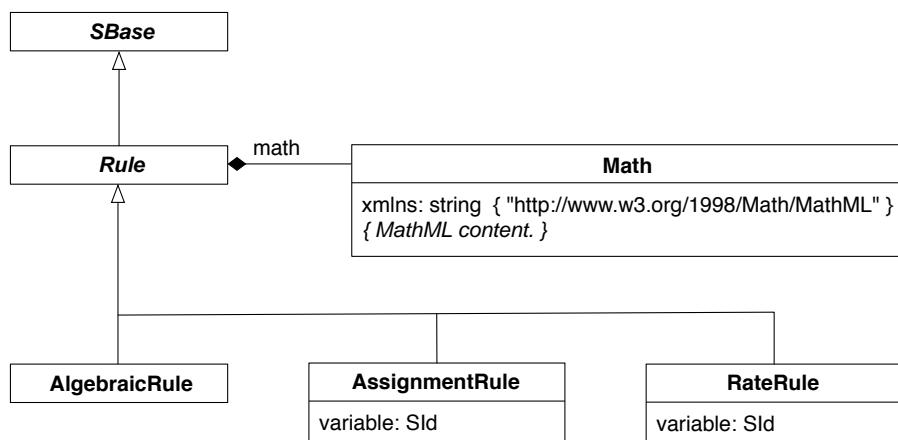 SBase
Rule
math
Math
xmlns: string { "http://www.w3.org/1998/Math/MathML" }
{ MathML content. }
AlgebraicRule
AssignmentRule
variable: SId
RateRule
variable: SId